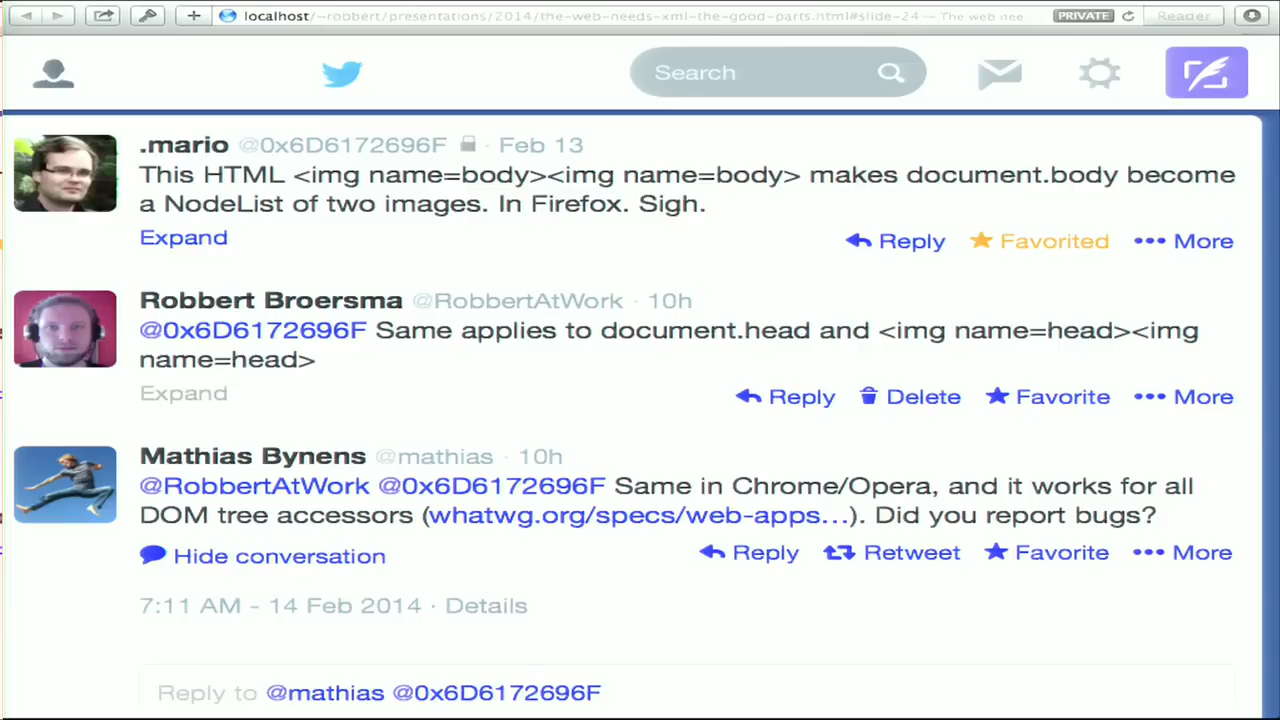 localhost/~robbert/presentations/2014/the-web-needs-xml-the-good-parts.html#slide-24 — The web nee
PRIVATE
Reader
Search
.mario @0x6D6172696F · Feb 13
This HTML <img name=body><img name=body> makes document.body become
a NodeList of two images. In Firefox. Sigh.
Expand
Reply Favorited ••• More
Robbert Broersma @RobbertAtWork · 10h
@0x6D6172696F Same applies to document.head and <img name=head><img
name=head>
Expand
Reply Delete Favorite ••• More
Mathias Bynens @mathias · 10h
@RobbertAtWork @0x6D6172696F Same in Chrome/Opera, and it works for all
DOM tree accessors (whatwg.org/specs/web-apps…). Did you report bugs?
Hide conversation
Reply Retweet Favorite ••• More
7:11 AM - 14 Feb 2014 · Details
Reply to @mathias @0x6D6172696F